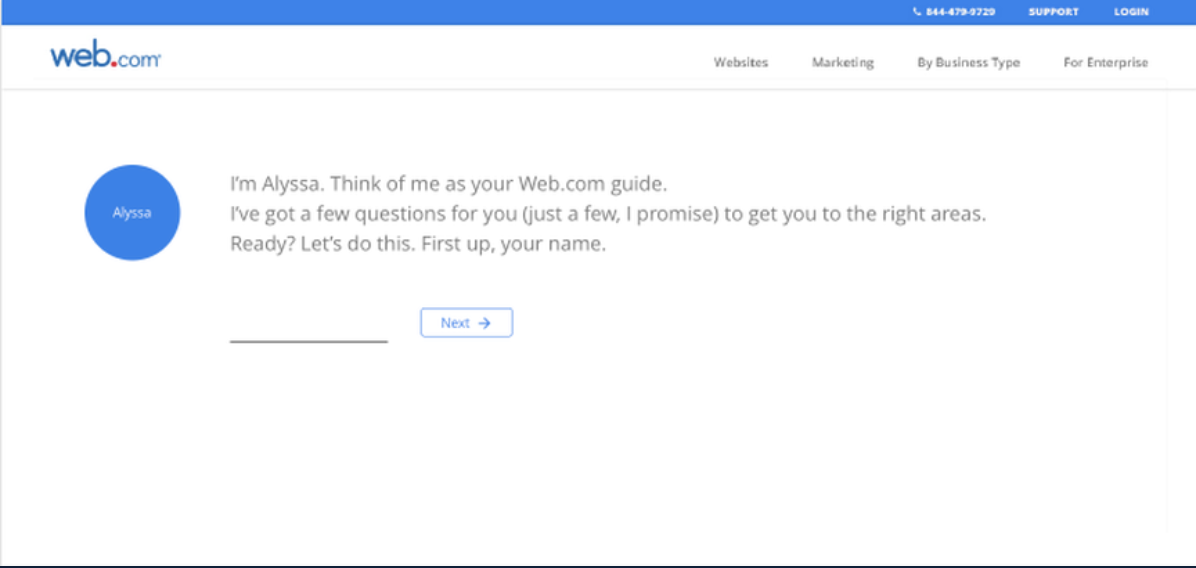 844-479-9729 SUPPORT LOGIN
web.com
Websites Marketing By Business Type For Enterprise
Alyssa
I'm Alyssa. Think of me as your Web.com guide.
I've got a few questions for you (just a few, I promise) to get you to the right areas.
Ready? Let's do this. First up, your name.
Next →